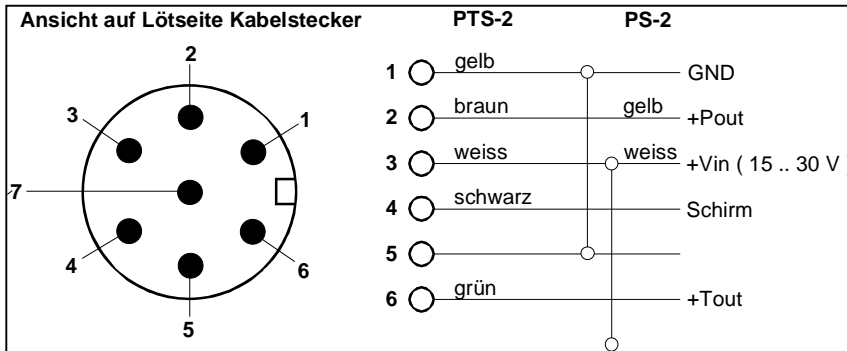 Ansicht auf Lötseite Kabelstecker
2
3
1
7
4
6
5
PTS-2 PS-2
1 gelb GND
2 braun gelb +Pout
3 weiss weiss +Vin ( 15 .. 30 V )
4 schwarz Schirm
5
6 grün +Tout